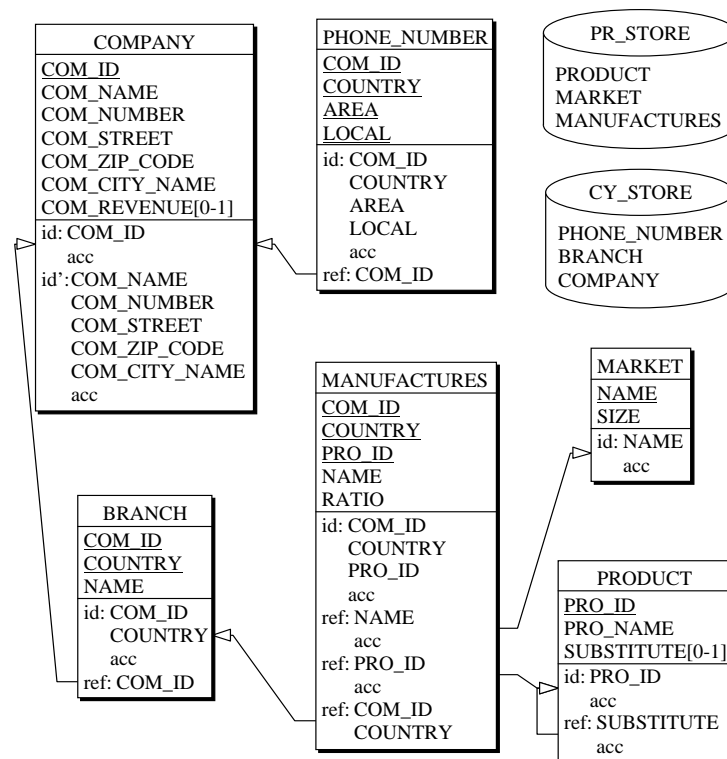 COMPANY
COM_ID
COM_NAME
COM_NUMBER
COM_STREET
COM_ZIP_CODE
COM_CITY_NAME
COM_REVENUE[0-1]
id: COM_ID
acc
id’:COM_NAME
COM_NUMBER
COM_STREET
COM_ZIP_CODE
COM_CITY_NAME
acc
PHONE_NUMBER
COM_ID
COUNTRY
AREA
LOCAL
id: COM_ID
COUNTRY
AREA
LOCAL
acc
ref: COM_ID
PR_STORE
PRODUCT
MARKET
MANUFACTURES
CY_STORE
PHONE_NUMBER
BRANCH
COMPANY
MANUFACTURES
COM_ID
COUNTRY
PRO_ID
NAME
RATIO
id: COM_ID
COUNTRY
PRO_ID
acc
ref: NAME
acc
ref: PRO_ID
acc
ref: COM_ID
COUNTRY
MARKET
NAME
SIZE
id: NAME
acc
BRANCH
COM_ID
COUNTRY
NAME
id: COM_ID
COUNTRY
acc
ref: COM_ID
PRODUCT
PRO_ID
PRO_NAME
SUBSTITUTE[0-1]
id: PRO_ID
acc
ref: SUBSTITUTE
acc